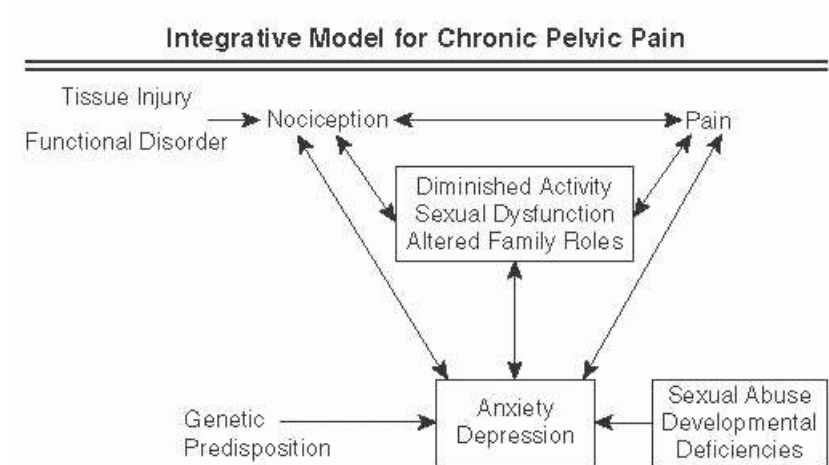 Integrative Model for Chronic Pelvic Pain
Tissue Injury
Functional Disorder
Nociception
Pain
Diminished Activity
Sexual Dysfunction
Altered Family Roles
Genetic
Predisposition
Anxiety
Depression
Sexual Abuse
Developmental
Deficiencies